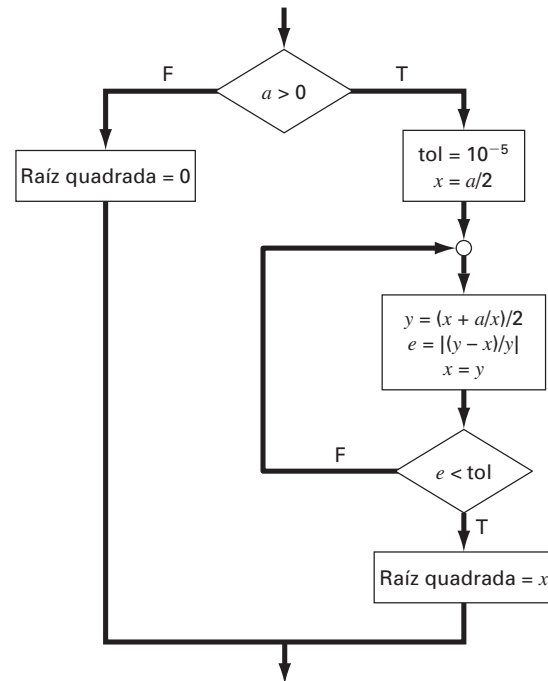 F
a > 0
T
Raíz quadrada = 0
tol = 10⁻⁵
x = a/2
y = (x + a/x)/2
e = |(y – x)/y|
x = y
F
e < tol
T
Raíz quadrada = x